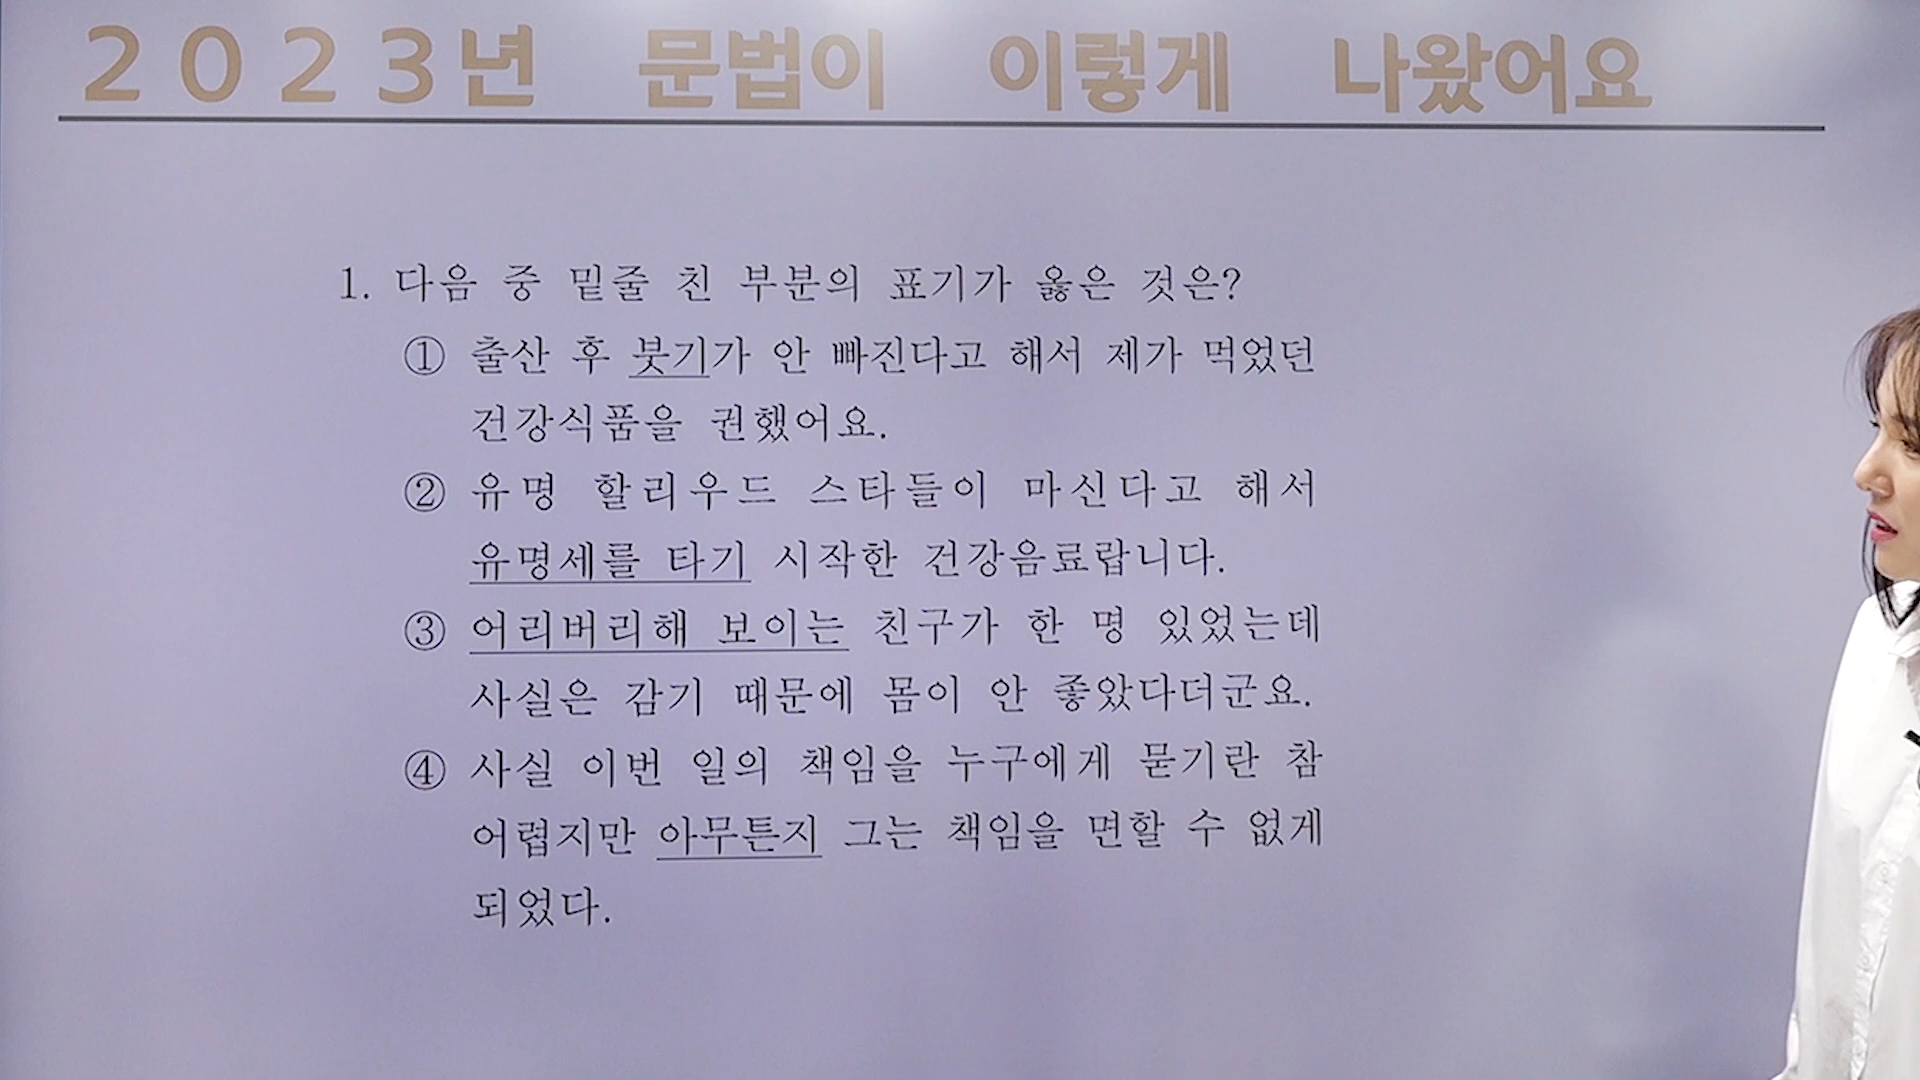 2023년 문법이 이렇게 나왔어요
1. 다음 중 밑줄 친 부분의 표기가 옳은 것은?
① 출산 후 붓기가 안 빠진다고 해서 제가 먹었던
건강식품을 권했어요.
② 유명 할리우드 스타들이 마신다고 해서
유명세를 타기 시작한 건강음료랍니다.
③ 어리버리해 보이는 친구가 한 명 있었는데
사실은 감기 때문에 몸이 안 좋았다더군요.
④ 사실 이번 일의 책임을 누구에게 묻기란 참
어렵지만 아무튼지 그는 책임을 면할 수 없게
되었다.